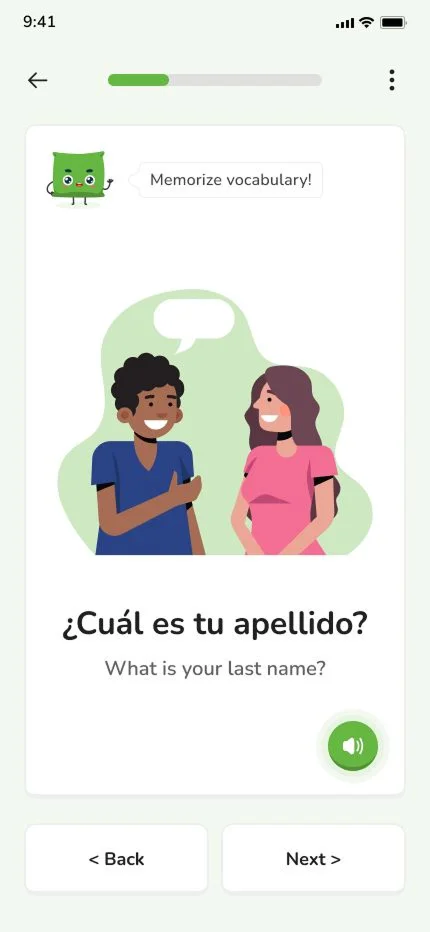 9:41
Memorize vocabulary!
¿Cuál es tu apellido?
What is your last name?
< Back
Next >